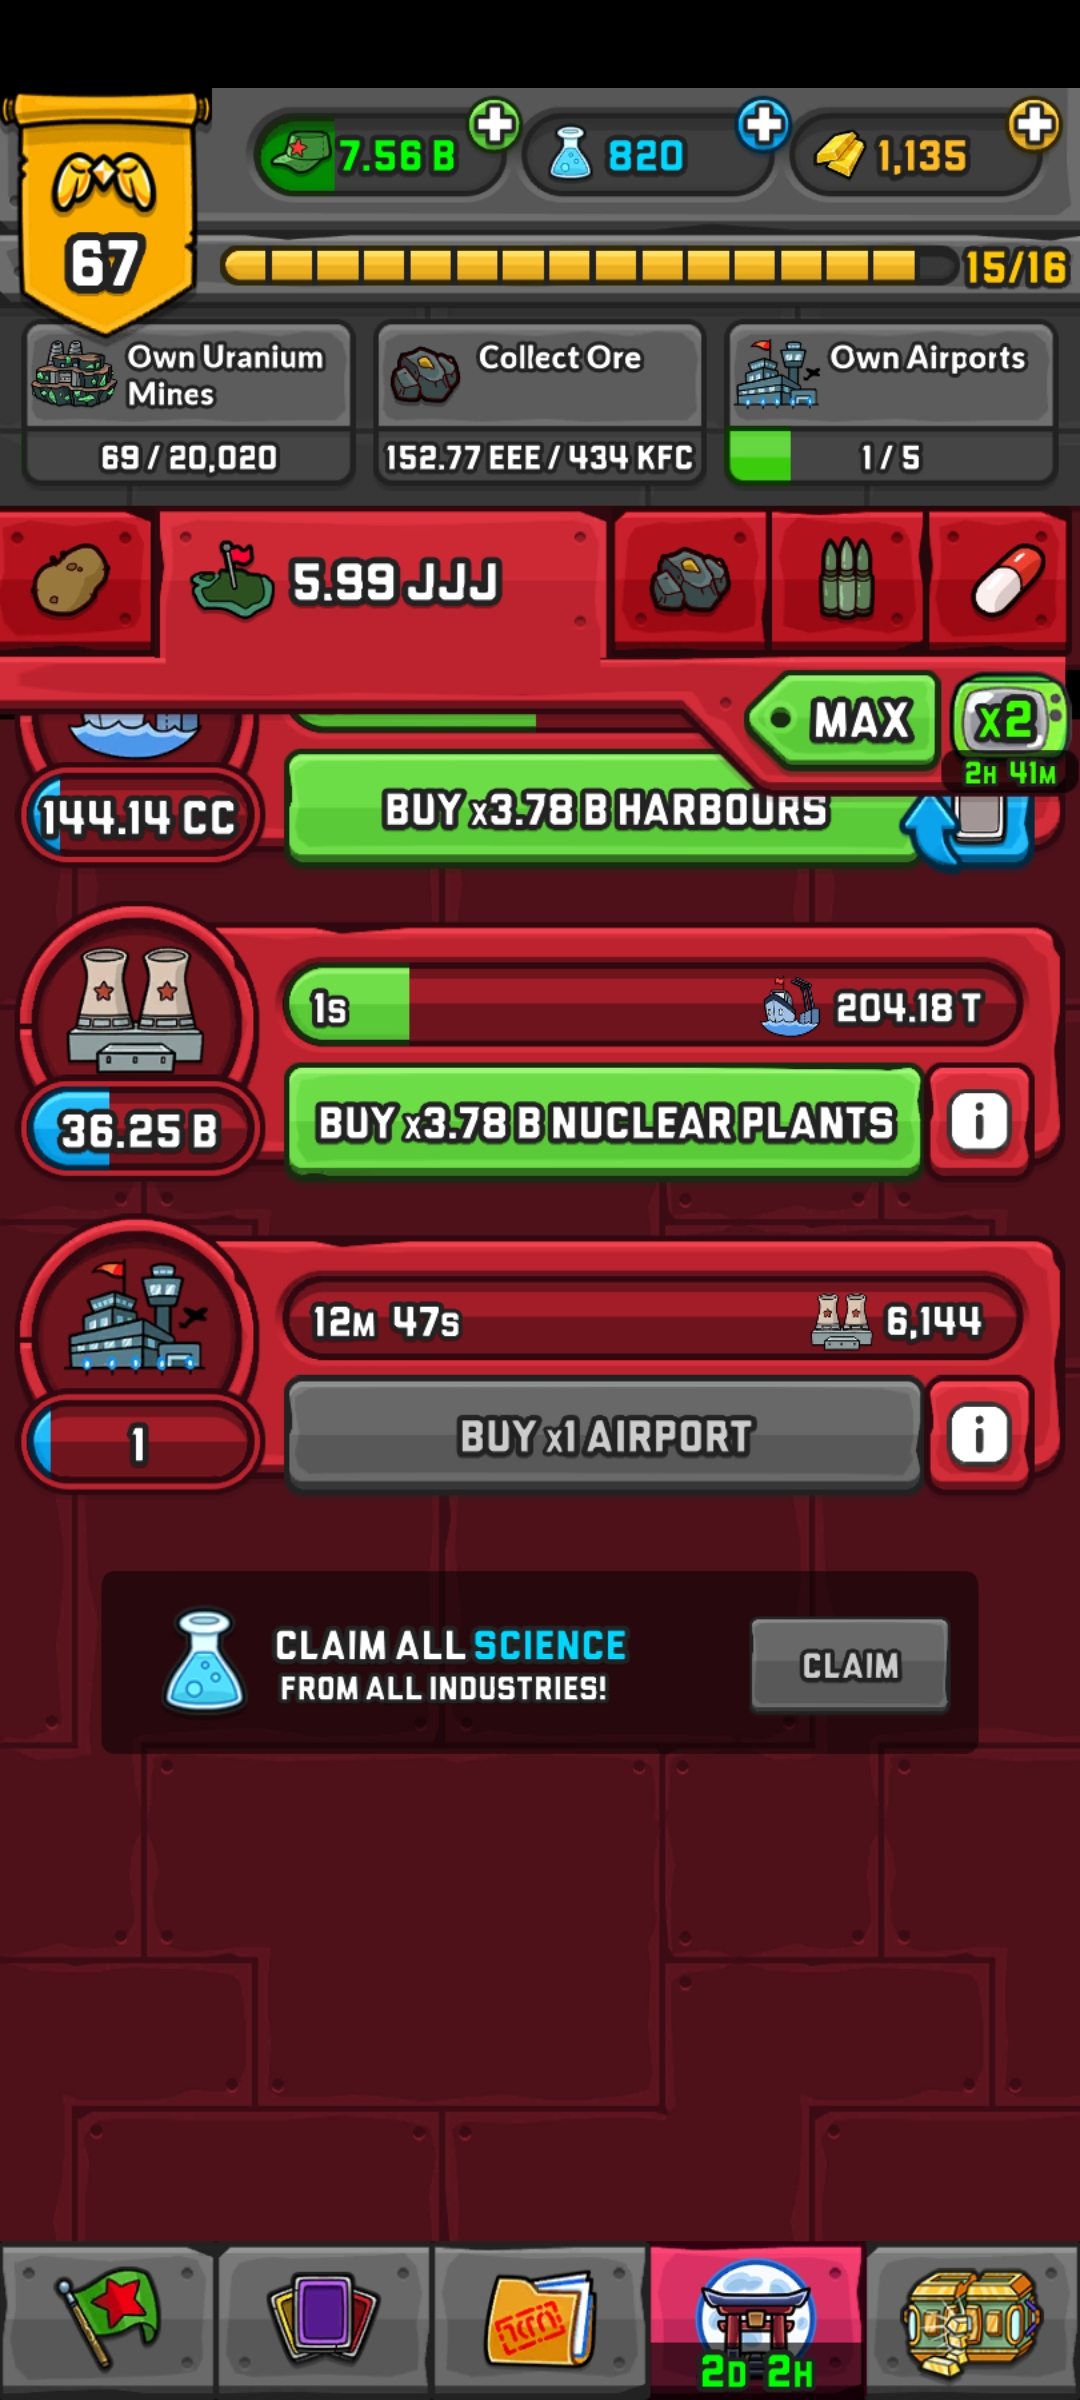 7.56 B
820
1,135
67
15/16
Own Uranium
Mines
Collect Ore
Own Airports
69 / 20,020
152.77 EEE / 434 KFC
1 / 5
5.99 JJJ
MAX
x2
2H 41M
144.14 CC
BUY x3.78 B HARBOURS
1s
204.18 T
36.25 B
BUY x3.78 B NUCLEAR PLANTS
i
12M 47s
6,144
1
BUY x1 AIRPORT
i
CLAIM ALL SCIENCE
FROM ALL INDUSTRIES!
CLAIM
2D 2H